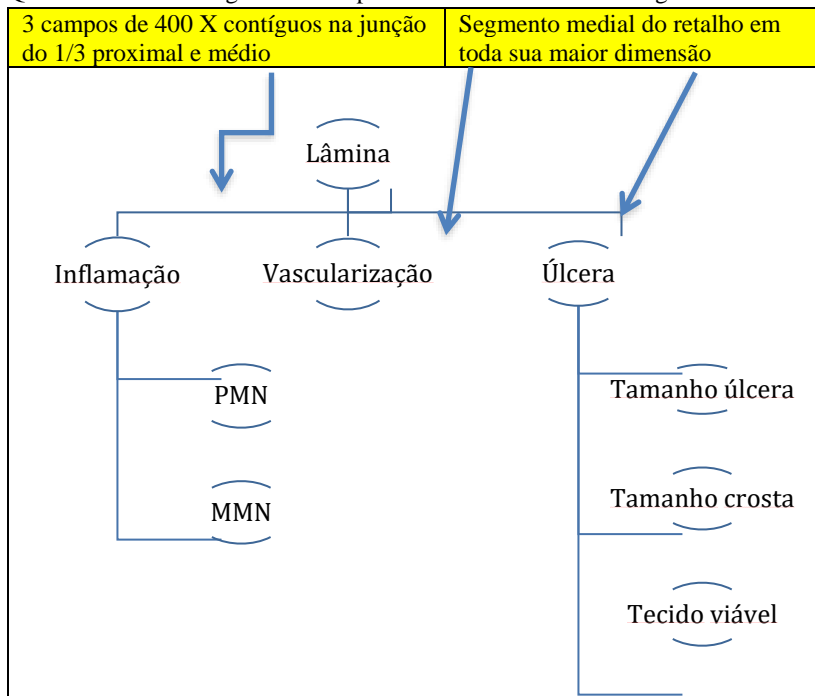 3 campos de 400 X contíguos na junção
do 1/3 proximal e médio
Segmento medial do retalho em
toda sua maior dimensão
Lâmina
Inflamação
Vascularização
Úlcera
PMN
Tamanho úlcera
MMN
Tamanho crosta
Tecido viável